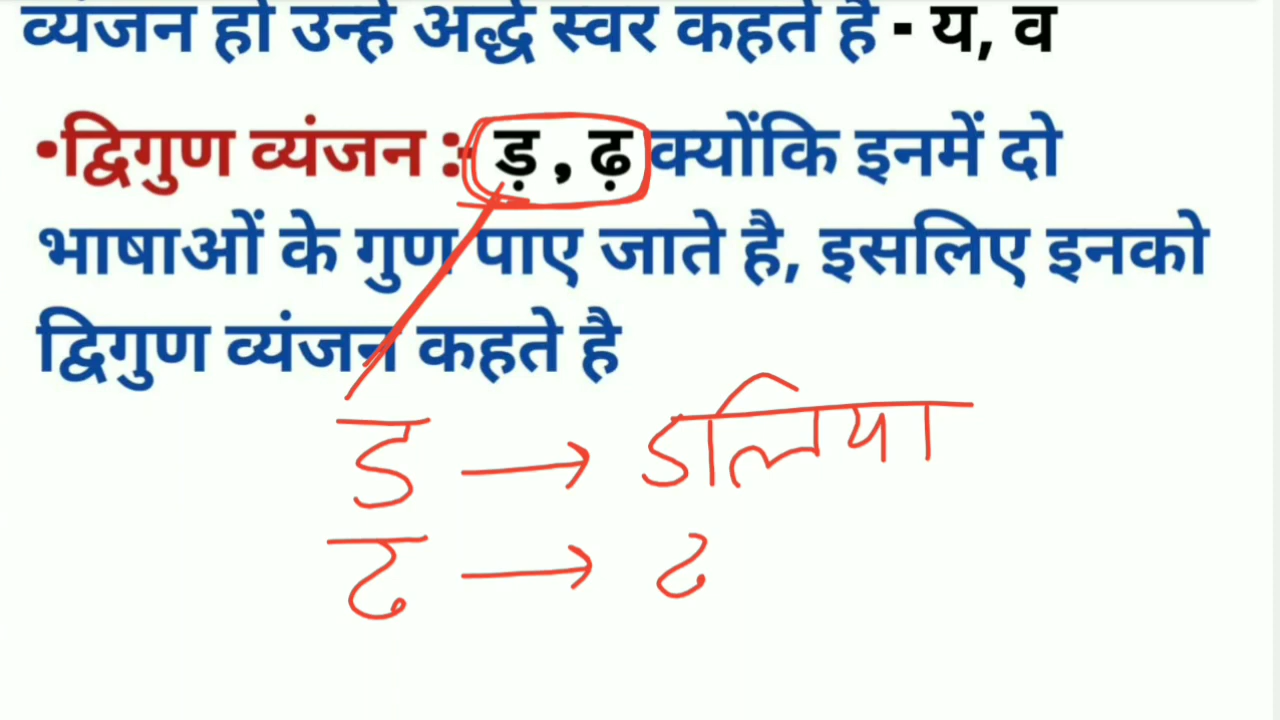 व्यंजन हो उन्हे अर्द्ध स्वर कहते है - य, व
•द्विगुण व्यंजन :- ड़ , ढ़ क्योंकि इनमें दो
भाषाओं के गुण पाए जाते है, इसलिए इनको
द्विगुण व्यंजन कहते है
ड → डलिया
ढ → ढ